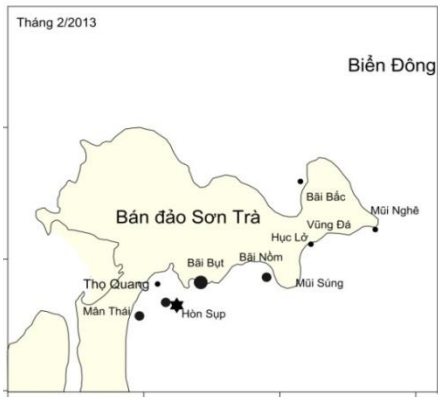 Tháng 2/2013
Biển Đông
Bãi Bắc
Mũi Nghê
Bán đảo Sơn Trà
Vũng Đá
Hục Lở
Bãi Bụt
Bãi Nồm
Thọ Quang
Mũi Súng
Mân Thái
Hòn Sụp